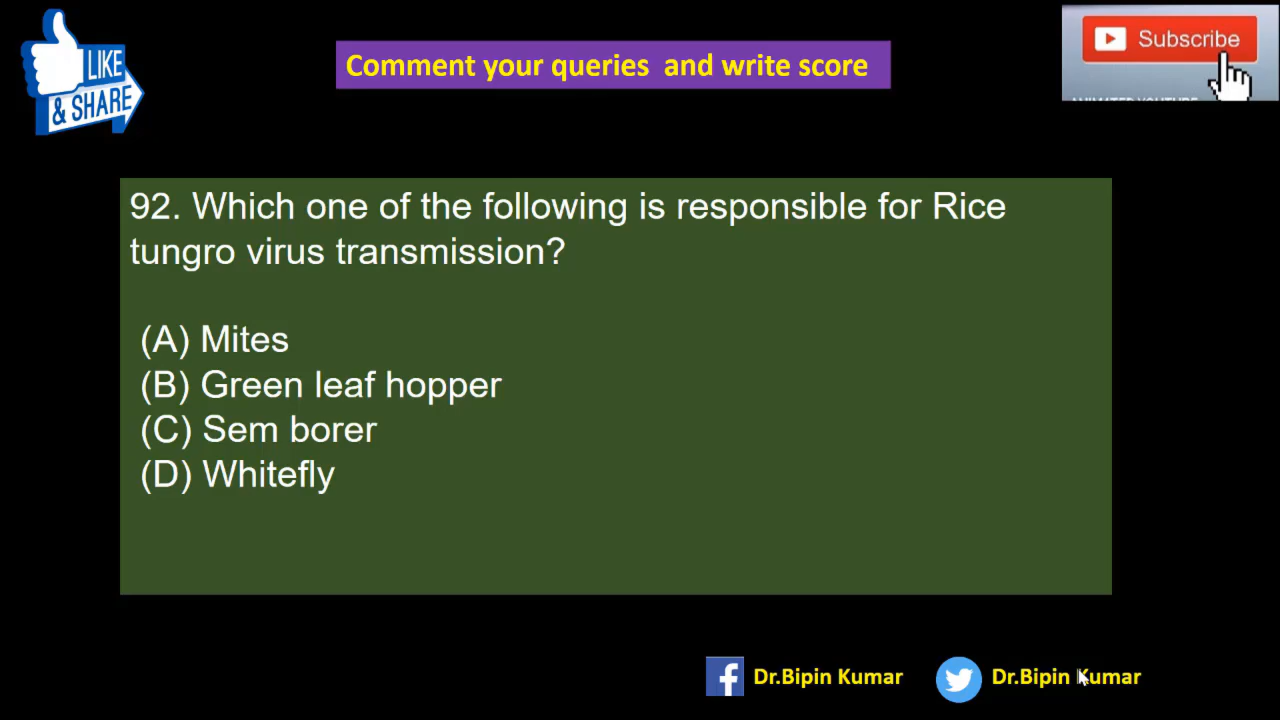 LIKE
& SHARE
Comment your queries and write score
Subscribe
92. Which one of the following is responsible for Rice
tungro virus transmission?
(A) Mites
(B) Green leaf hopper
(C) Sem borer
(D) Whitefly
Dr.Bipin Kumar
Dr.Bipin Kumar